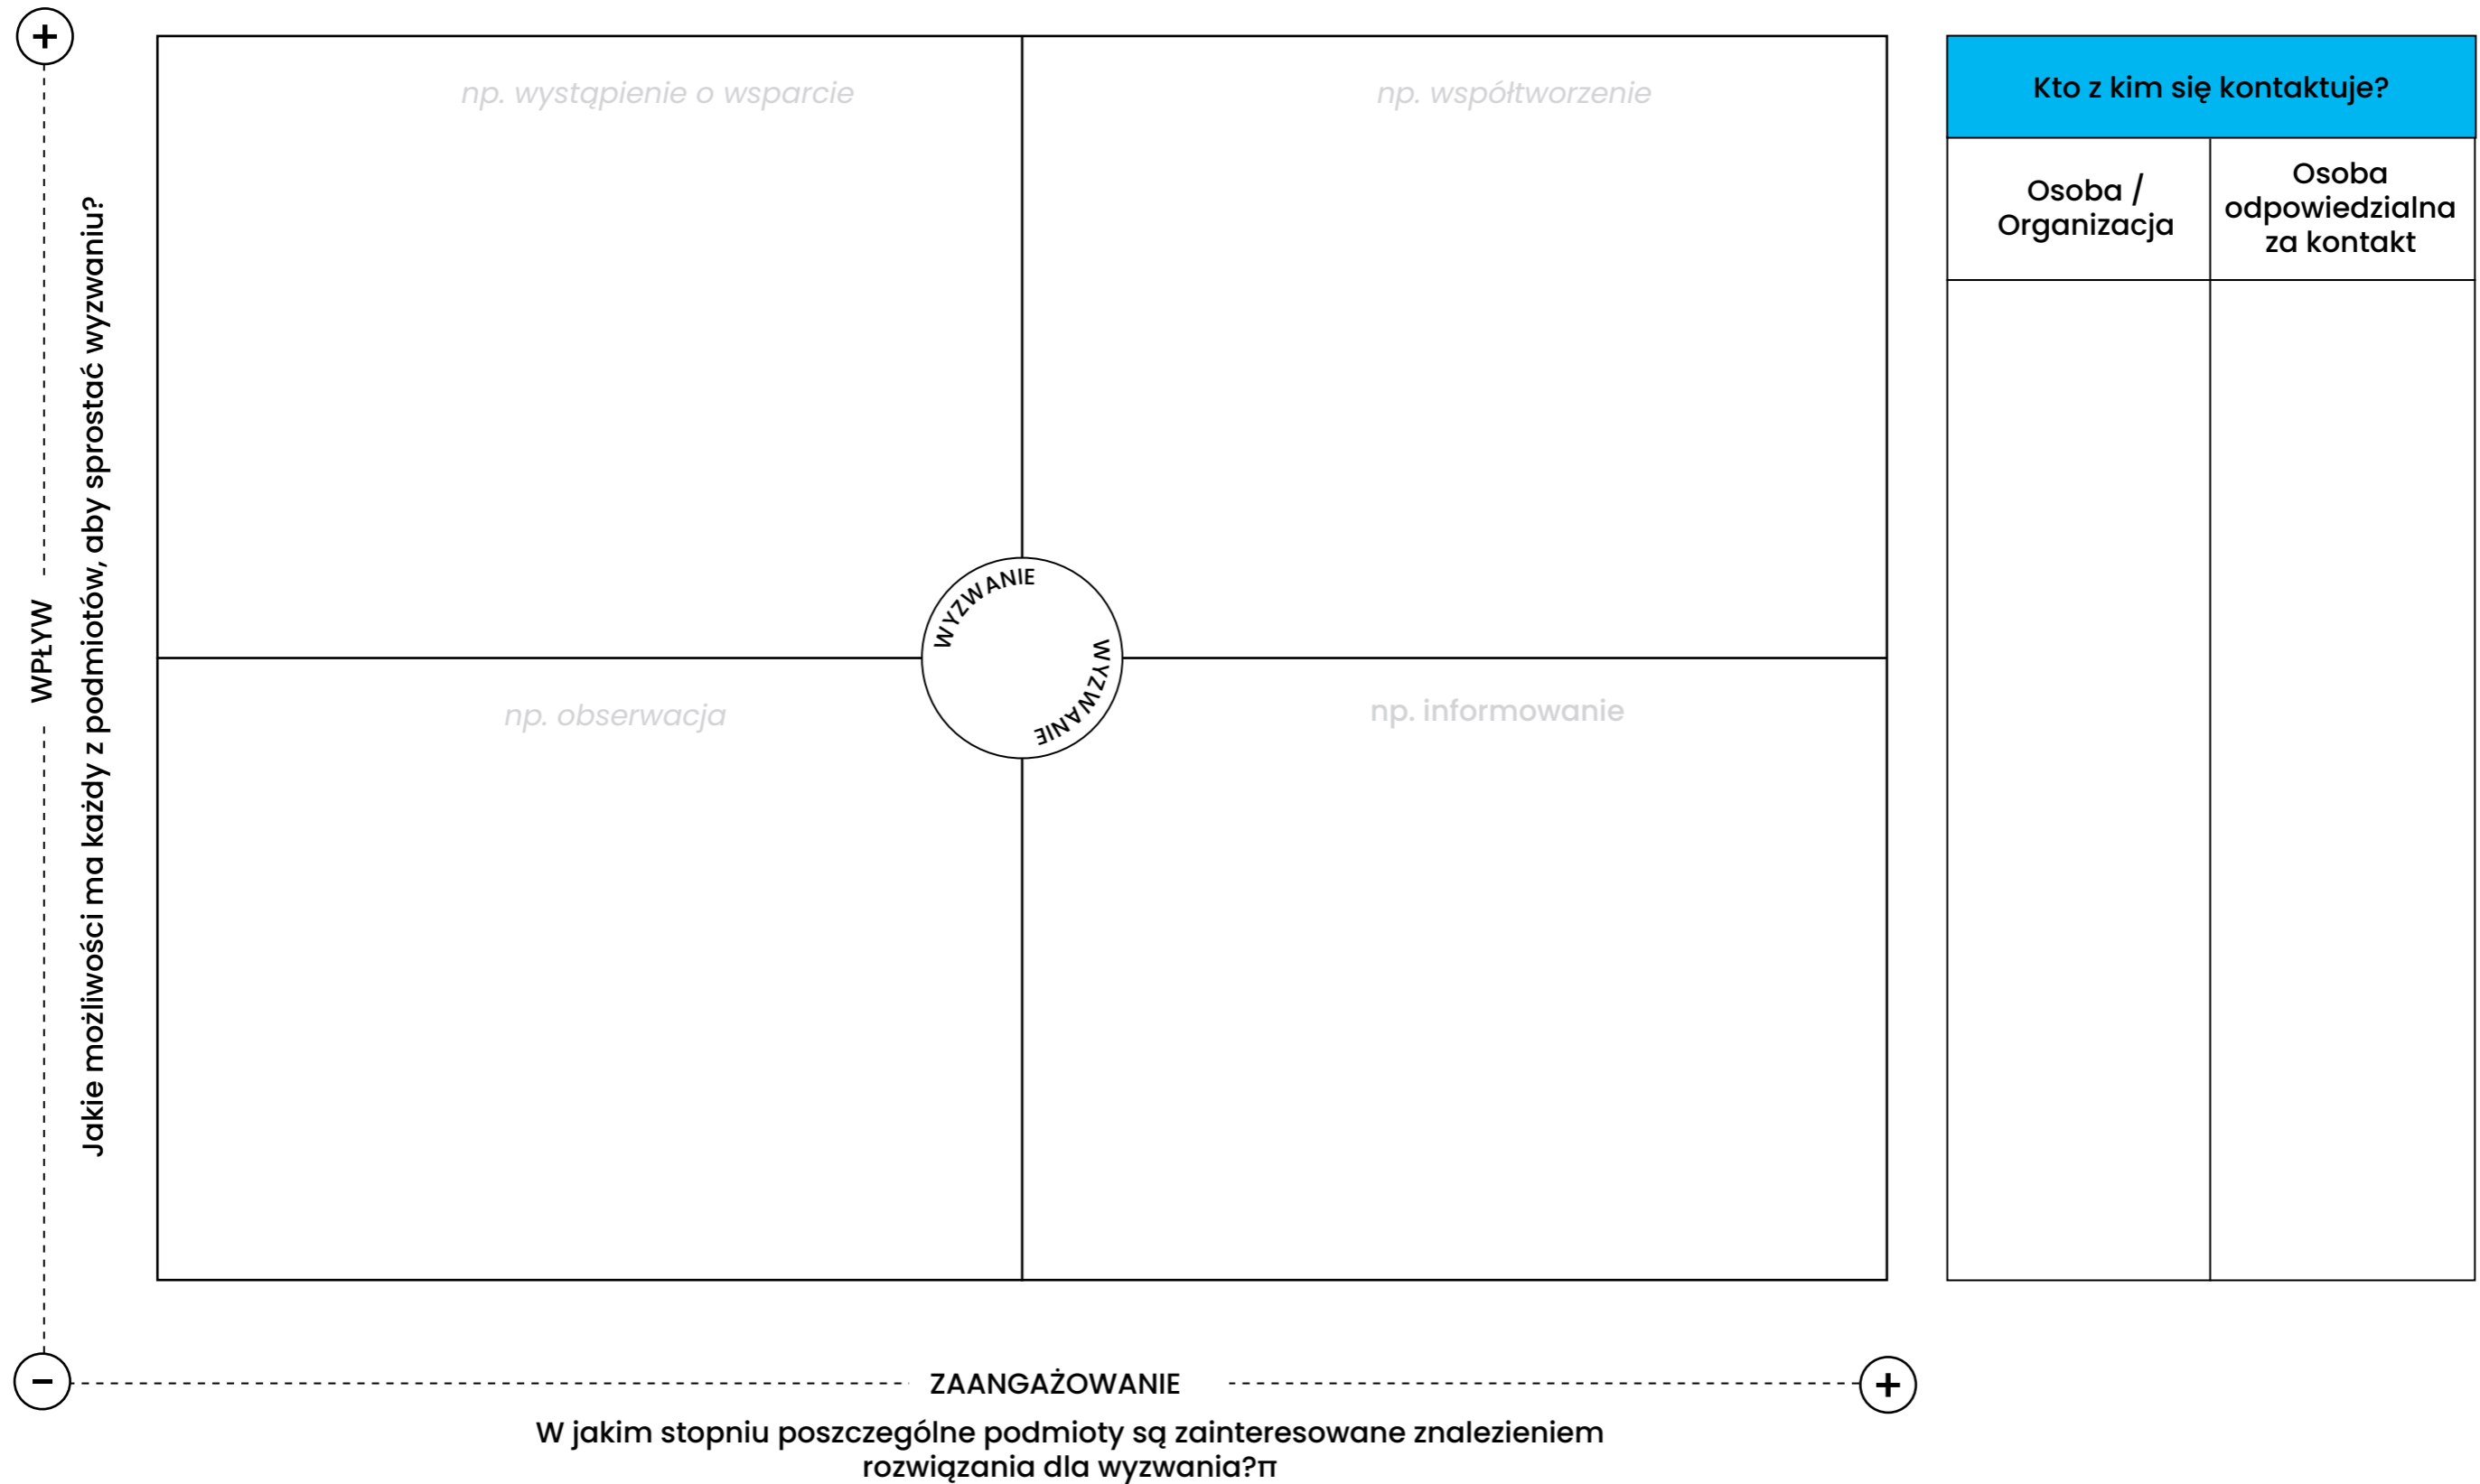 +
np. wystąpienie o wsparcie
np. współtworzenie
Kto z kim się kontaktuje?
Osoba /
Organizacja
Osoba
odpowiedzialna
za kontakt
WPŁYW
Jakie możliwości ma każdy z podmiotów, aby sprostać wyzwaniu?
WYZWANIE
WYZWANIE
np. obserwacja
np. informowanie
−
ZAANGAŻOWANIE
+
W jakim stopniu poszczególne podmioty są zainteresowane znalezieniem
rozwiązania dla wyzwania?π